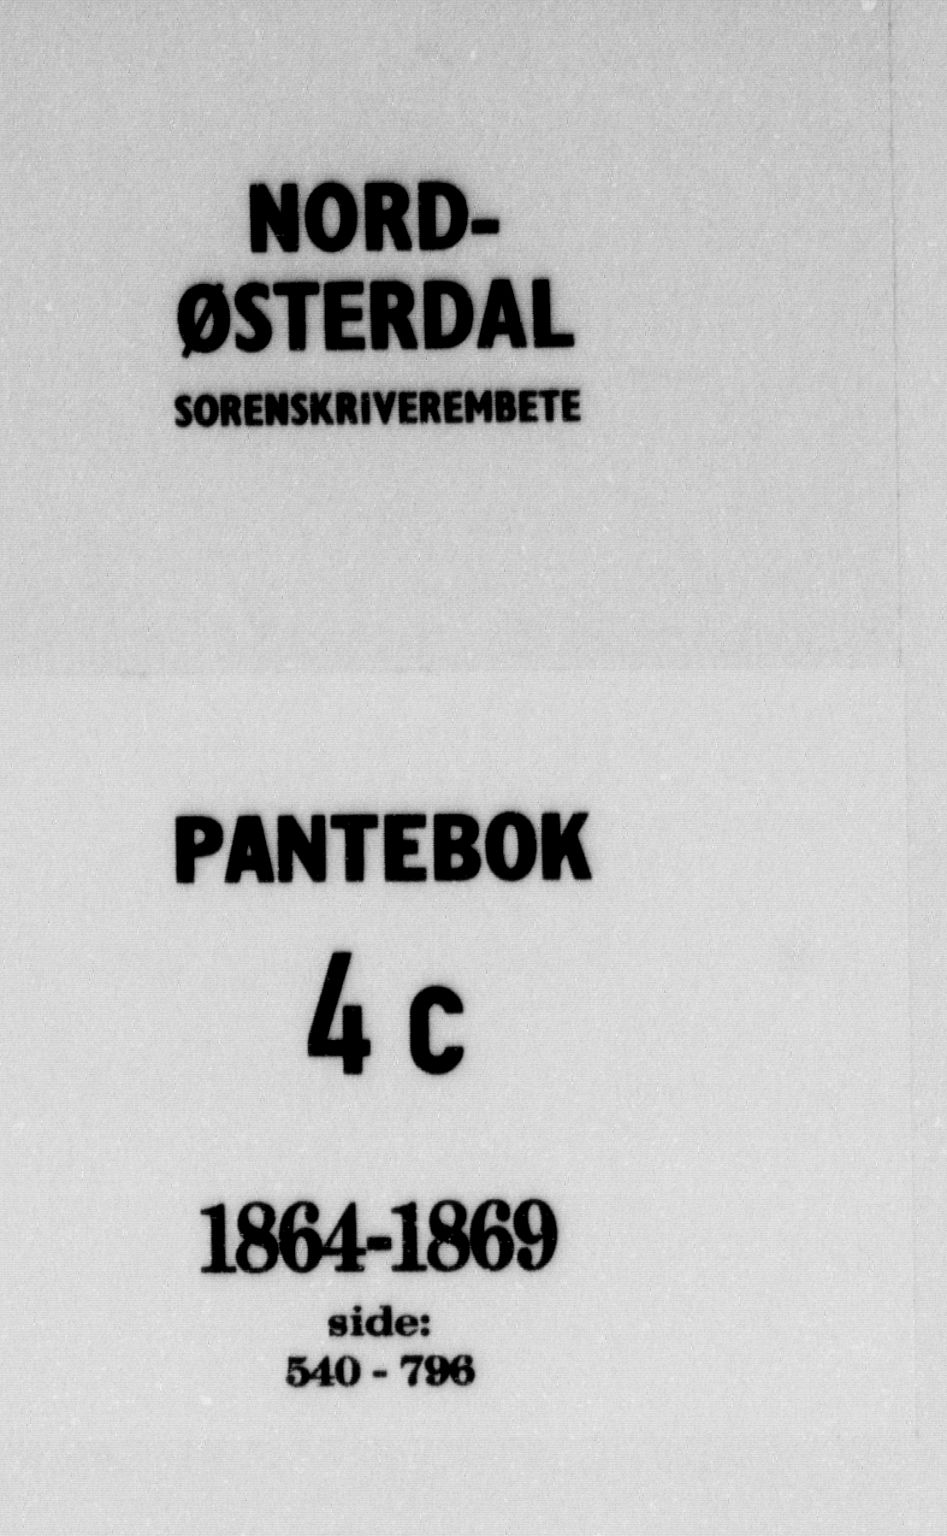 NORD-
ØSTERDAL
SORENSKRIVEREMBETE
PANTEBOK
4 c
1864-1869
side:
540 - 796